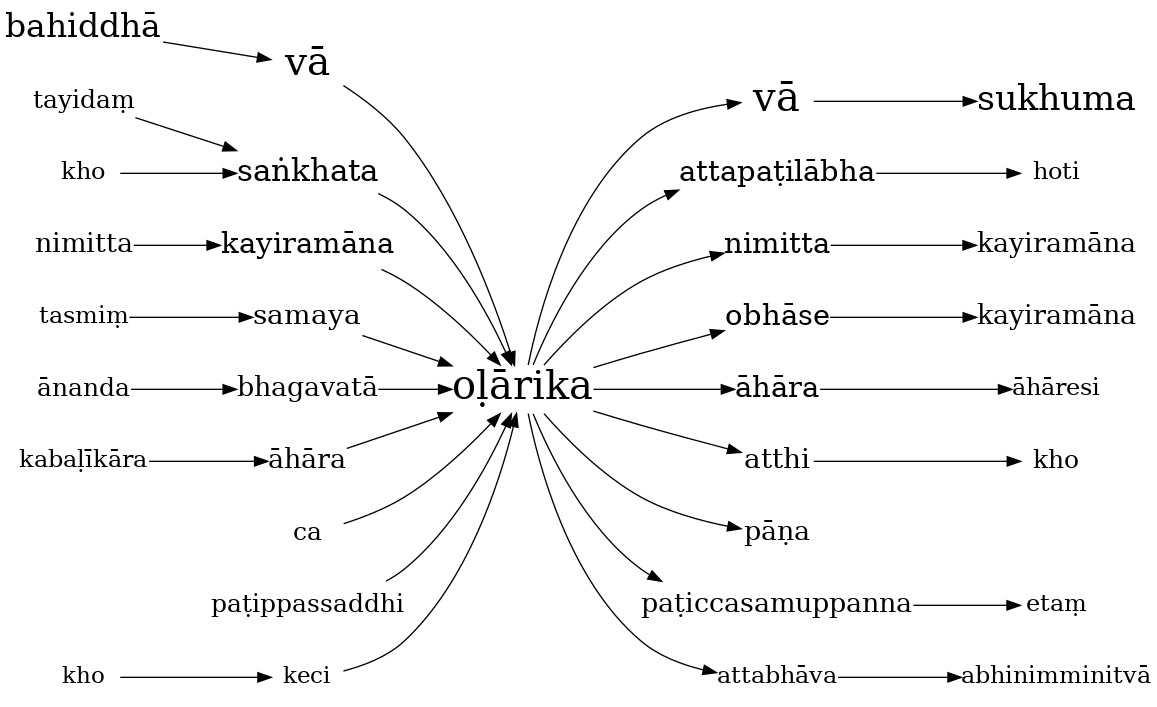 bahiddhā
vā
vā sukhuma
tayidaṃ
kho saṅkhata attapaṭilābha hoti
nimitta kayiramāna nimitta kayiramāna
tasmiṃ samaya obhāse kayiramāna
ānanda bhagavatā oḷārika āhāra āhāresi
kabaḷīkāra āhāra atthi kho
ca pāṇa
paṭippassaddhi paṭiccasamuppanna etaṃ
kho keci attabhāva abhinimminitvā